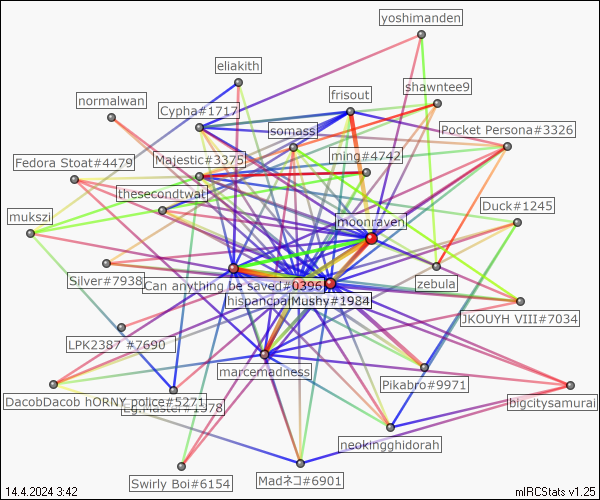 yoshimanden
eliakith
frisout
shawntee9
normalwan
Cypha#1717
somass
Pocket Persona#3326
Fedora Stoat#4479
Majestic#3375
ming#4742
thesecondtwat
mukszi
moonraven
Duck#1245
Silver#7938
Can anything be saved#0396
zebula
hispancpa
Mushy#1984
JKOUYH VIII#7034
LPK2387 #7690
marcemadness
Pikabro#9971
DacobDacob hORNY police#5271
bigcitysamurai
neokingghidorah
Swirly Boi#6154
Madネコ#6901
14.4.2024 3:42
mIRCStats v1.25